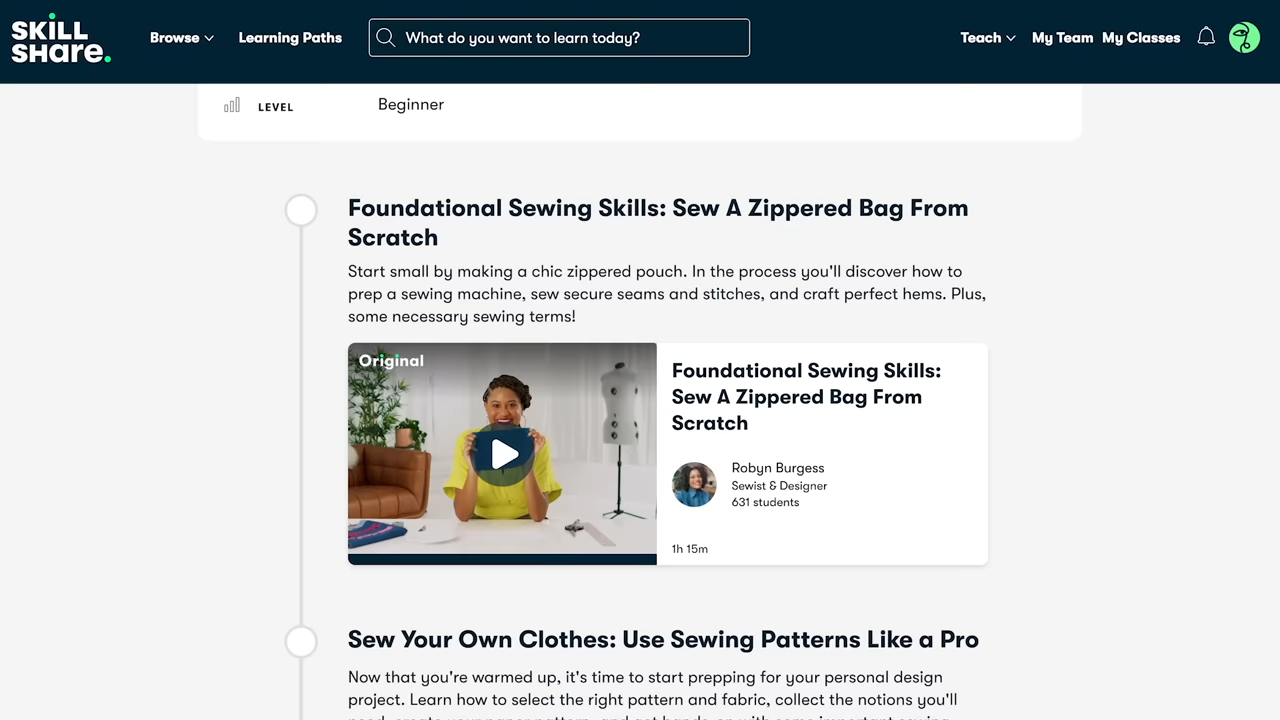 SKiLL
SHare.
Browse
Learning Paths
What do you want to learn today?
Teach
My Team
My Classes
LEVEL
Beginner
Foundational Sewing Skills: Sew A Zippered Bag From
Scratch
Start small by making a chic zippered pouch. In the process you'll discover how to
prep a sewing machine, sew secure seams and stitches, and craft perfect hems. Plus,
some necessary sewing terms!
Original
Foundational Sewing Skills:
Sew A Zippered Bag From
Scratch
Robyn Burgess
Sewist & Designer
631 students
1h 15m
Sew Your Own Clothes: Use Sewing Patterns Like a Pro
Now that you're warmed up, it's time to start prepping for your personal design
project. Learn how to select the right pattern and fabric, collect the notions you'll